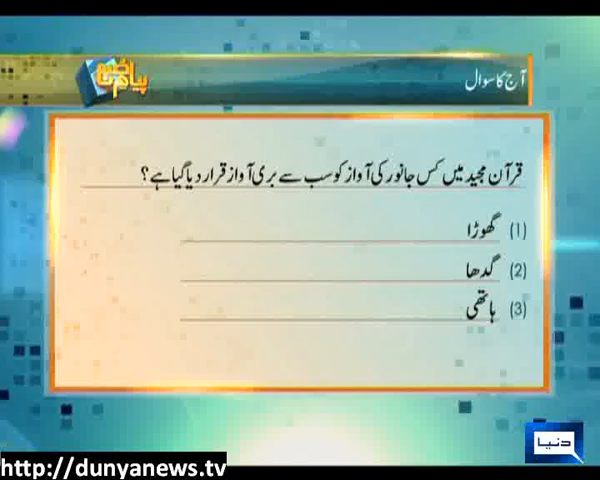 آج کا سوال
پیام صبح
قرآن مجید میں کس جانور کی آواز کو سب سے بری آواز قرار دیا گیا ہے؟
(1) گھوڑا
(2) گدھا
(3) ہاتھی
دنیا
http://dunyanews.tv